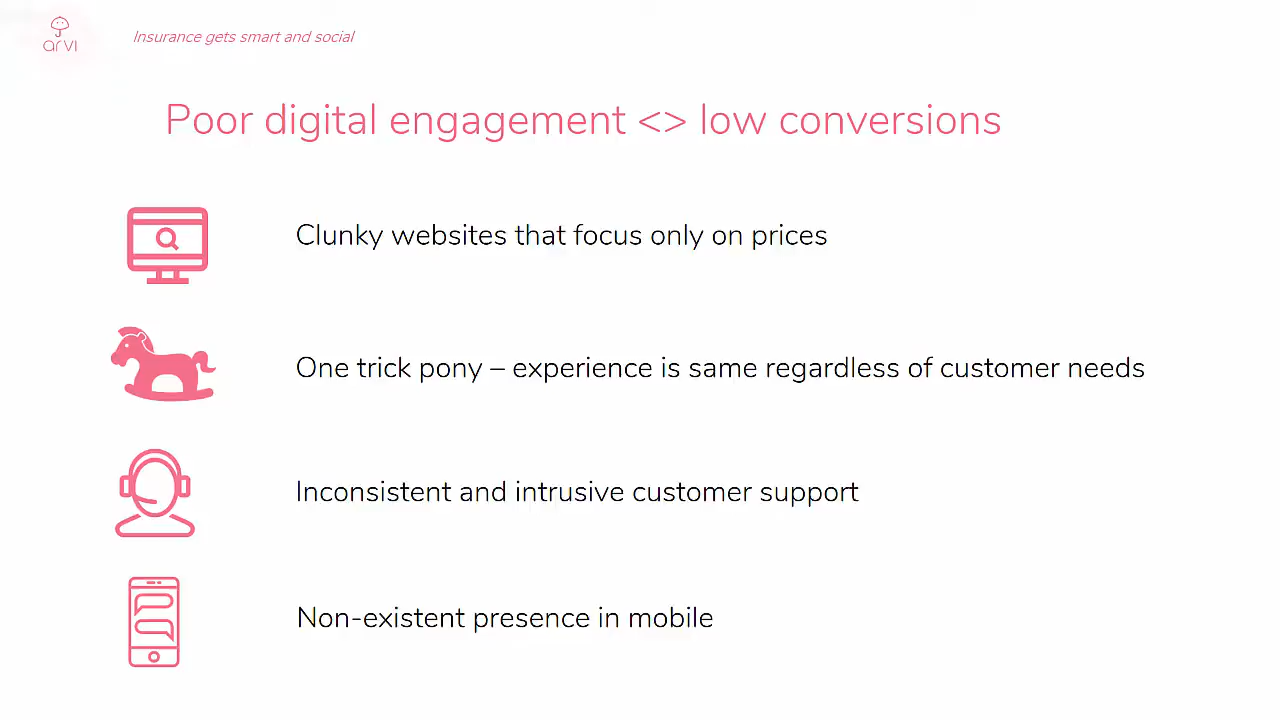 arvi
Insurance gets smart and social
Poor digital engagement <> low conversions
Clunky websites that focus only on prices
One trick pony – experience is same regardless of customer needs
Inconsistent and intrusive customer support
Non-existent presence in mobile